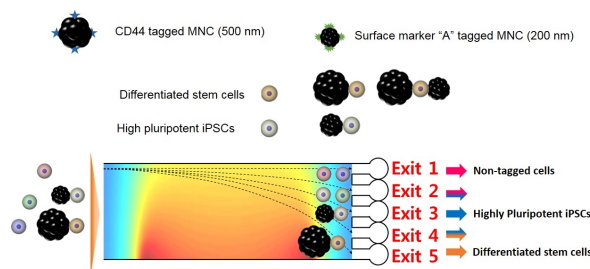 CD44 tagged MNC (500 nm)
Surface marker “A” tagged MNC (200 nm)
Differentiated stem cells
High pluripotent iPSCs
Exit 1
Non-tagged cells
Exit 2
Exit 3
Highly Pluripotent iPSCs
Exit 4
Exit 5
Differentiated stem cells